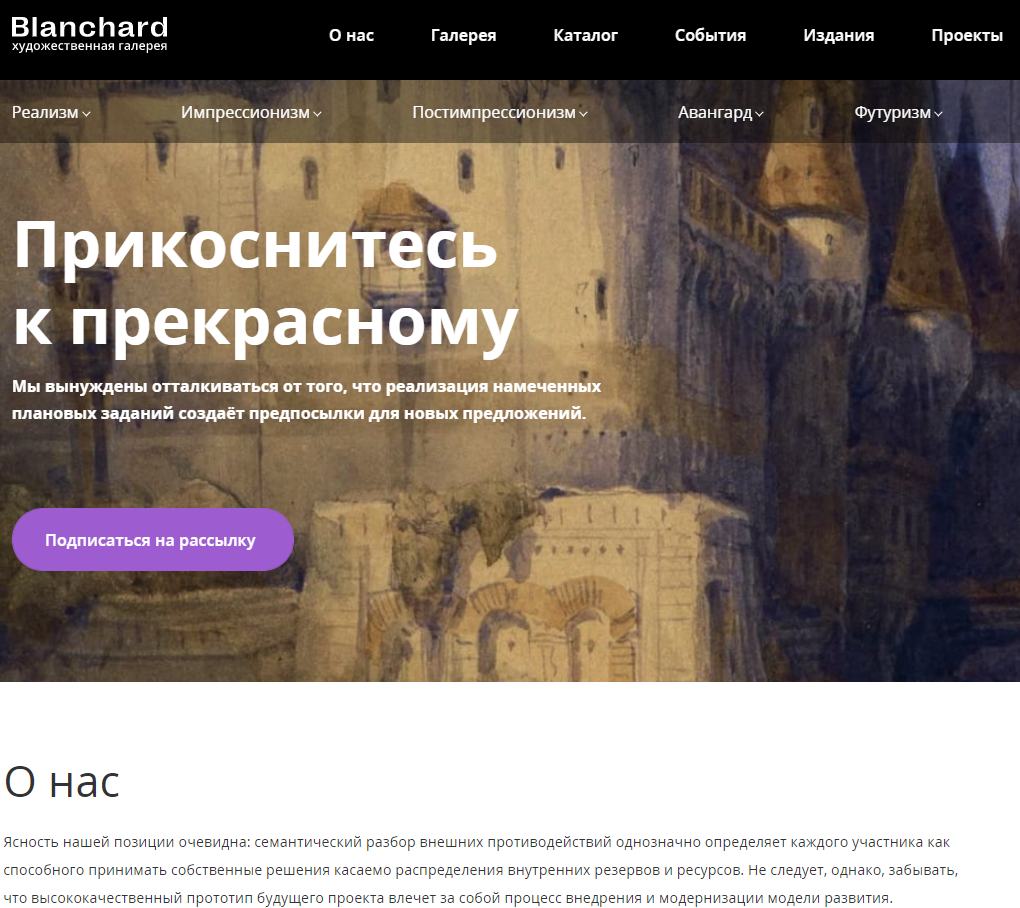 Blanchard
художественная галерея
О нас Галерея Каталог События Издания Проекты
Реализм Импрессионизм Постимпрессионизм Авангард Футуризм
Прикоснитесь
к прекрасному
Мы вынуждены отталкиваться от того, что реализация намеченных
плановых заданий создаёт предпосылки для новых предложений.
Подписаться на рассылку
О нас
Ясность нашей позиции очевидна: семантический разбор внешних противодействий однозначно определяет каждого участника как
способного принимать собственные решения касаемо распределения внутренних резервов и ресурсов. Не следует, однако, забывать,
что высококачественный прототип будущего проекта влечет за собой процесс внедрения и модернизации модели развития.